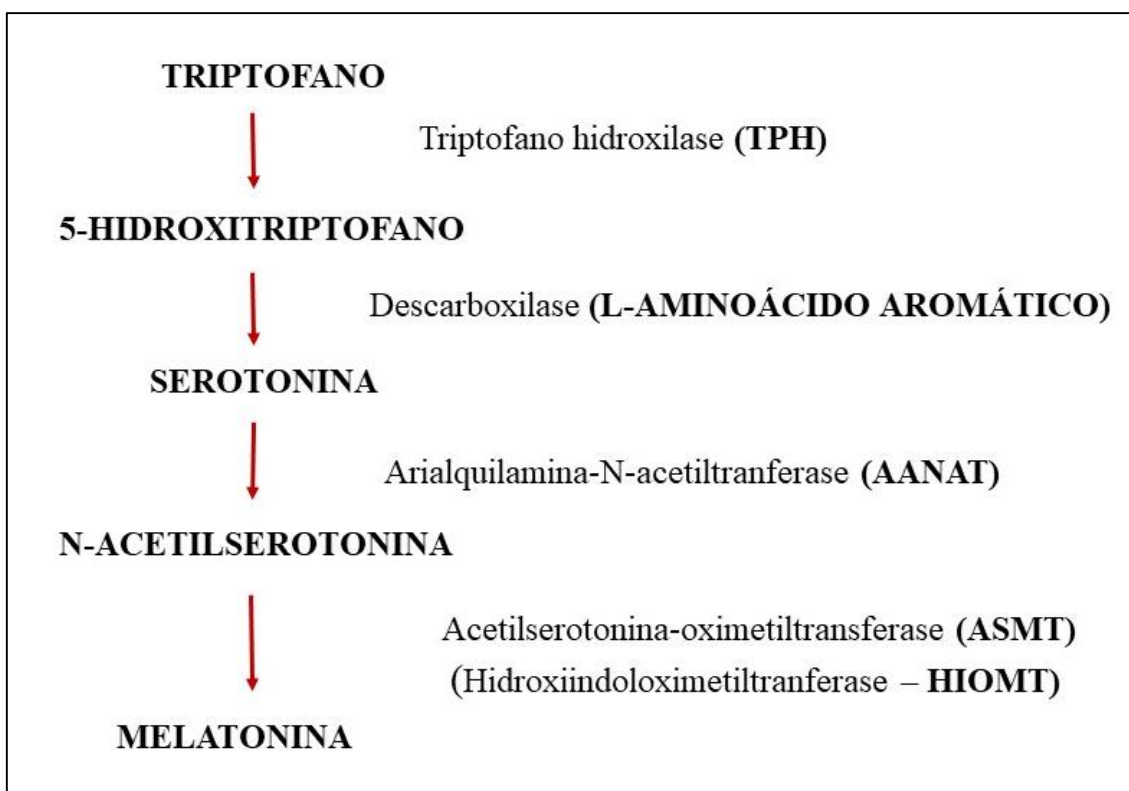 TRIPTOFANO
Triptofano hidroxilase (TPH)
5-HIDROXITRIPTOFANO
Descarboxilase (L-AMINOÁCIDO AROMÁTICO)
SEROTONINA
Arialquilamina-N-acetiltranferase (AANAT)
N-ACETILSEROTONINA
Acetilserotonina-oximetiltransferase (ASMT)
(Hidroxiindoloximetiltranferase – HIOMT)
MELATONINA